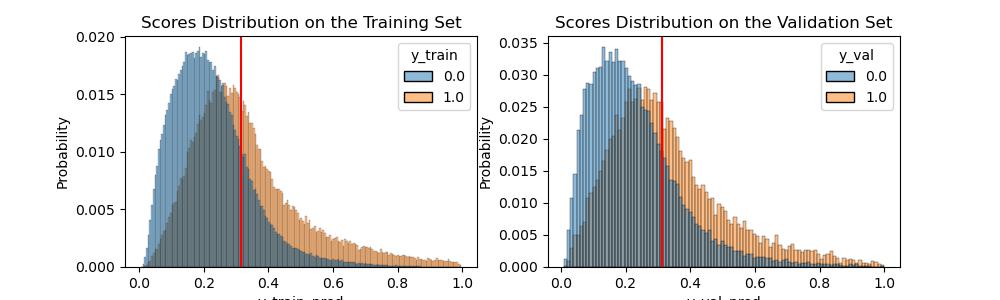 Scores Distribution on the Training Set
Probability
0.020
0.015
0.010
0.005
0.000
0.0 0.2 0.4 0.6 0.8 1.0
y_train
0.0
1.0
y_train_pred
Scores Distribution on the Validation Set
Probability
0.035
0.030
0.025
0.020
0.015
0.010
0.005
0.000
0.0 0.2 0.4 0.6 0.8 1.0
y_val
0.0
1.0
y_val_pred